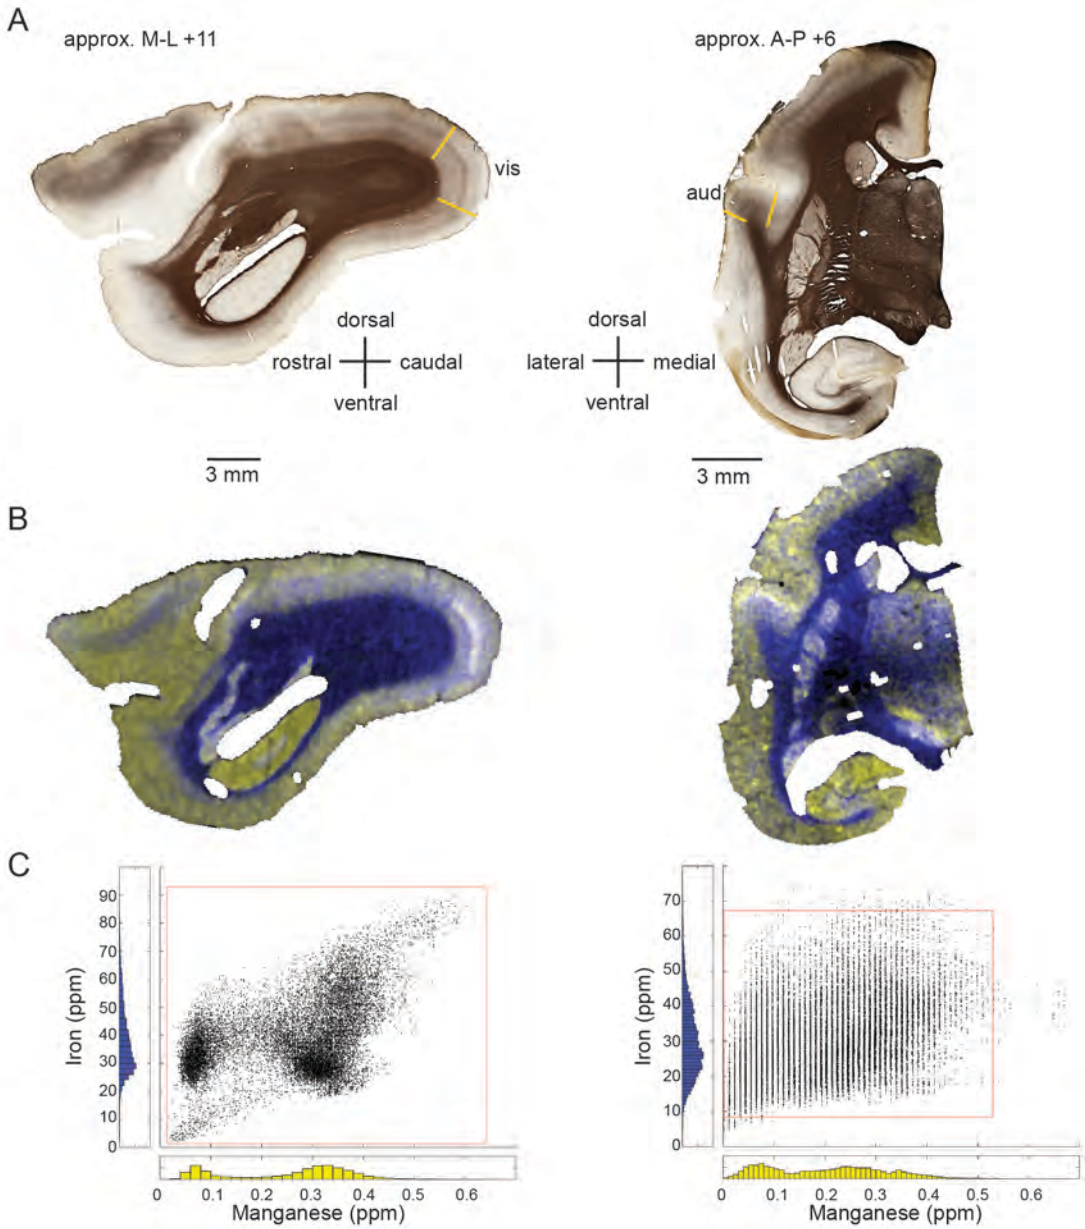 A
approx. M-L +11
approx. A-P +6
vis
aud
dorsal
rostral caudal
ventral
dorsal
lateral medial
ventral
3 mm
3 mm
B
C
90
80
70
60
50
40
30
20
10
0
Iron (ppm)
0 0.1 0.2 0.3 0.4 0.5 0.6
Manganese (ppm)
70
60
50
40
30
20
10
0
Iron (ppm)
0 0.1 0.2 0.3 0.4 0.5 0.6
Manganese (ppm)